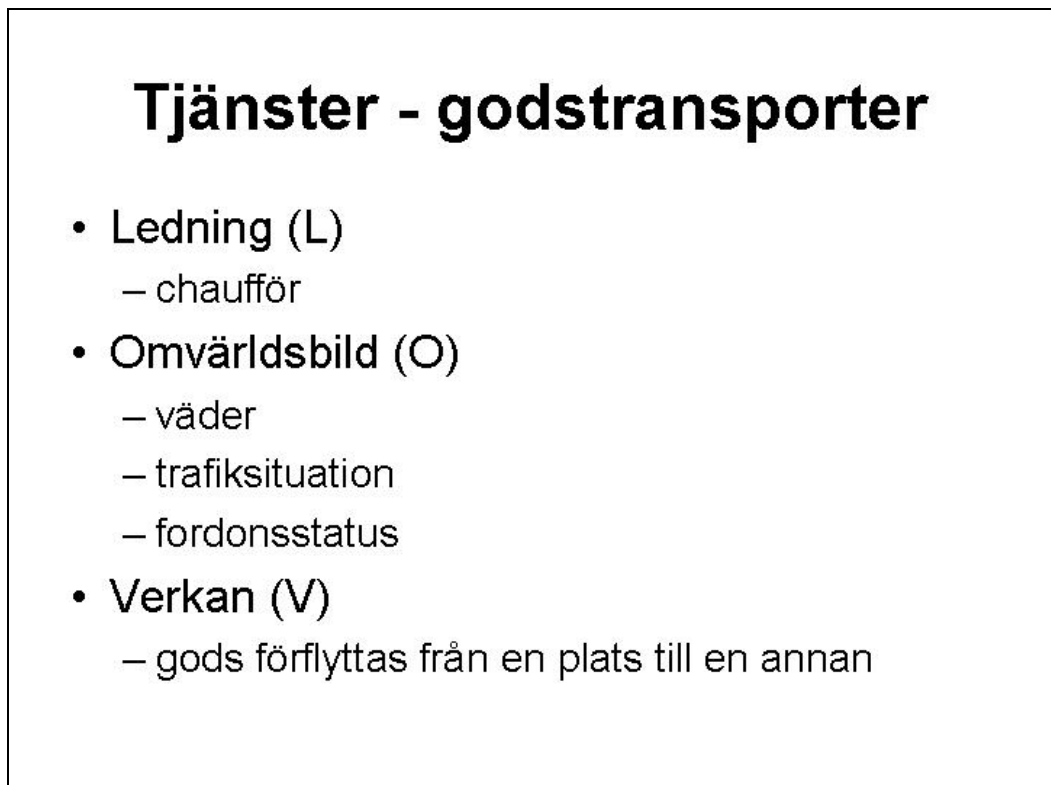 Tjänster - godstransporter
• Ledning (L)
– chaufför
• Omvärldsbild (O)
– väder
– trafiksituation
– fordonsstatus
• Verkan (V)
– gods förflyttas från en plats till en annan